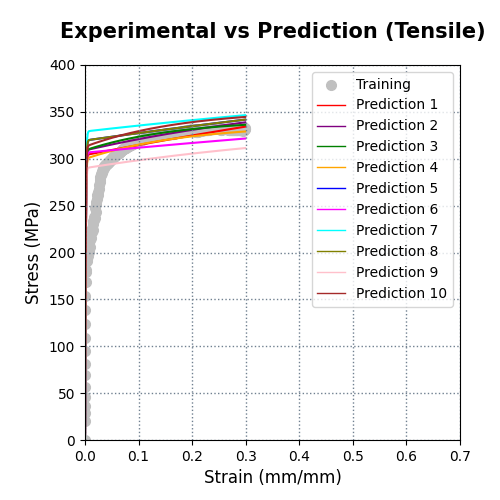 Experimental vs Prediction (Tensile)
400
350
300
250
200
150
100
50
0
Stress (MPa)
Training
Prediction 1
Prediction 2
Prediction 3
Prediction 4
Prediction 5
Prediction 6
Prediction 7
Prediction 8
Prediction 9
Prediction 10
0.0 0.1 0.2 0.3 0.4 0.5 0.6 0.7
Strain (mm/mm)